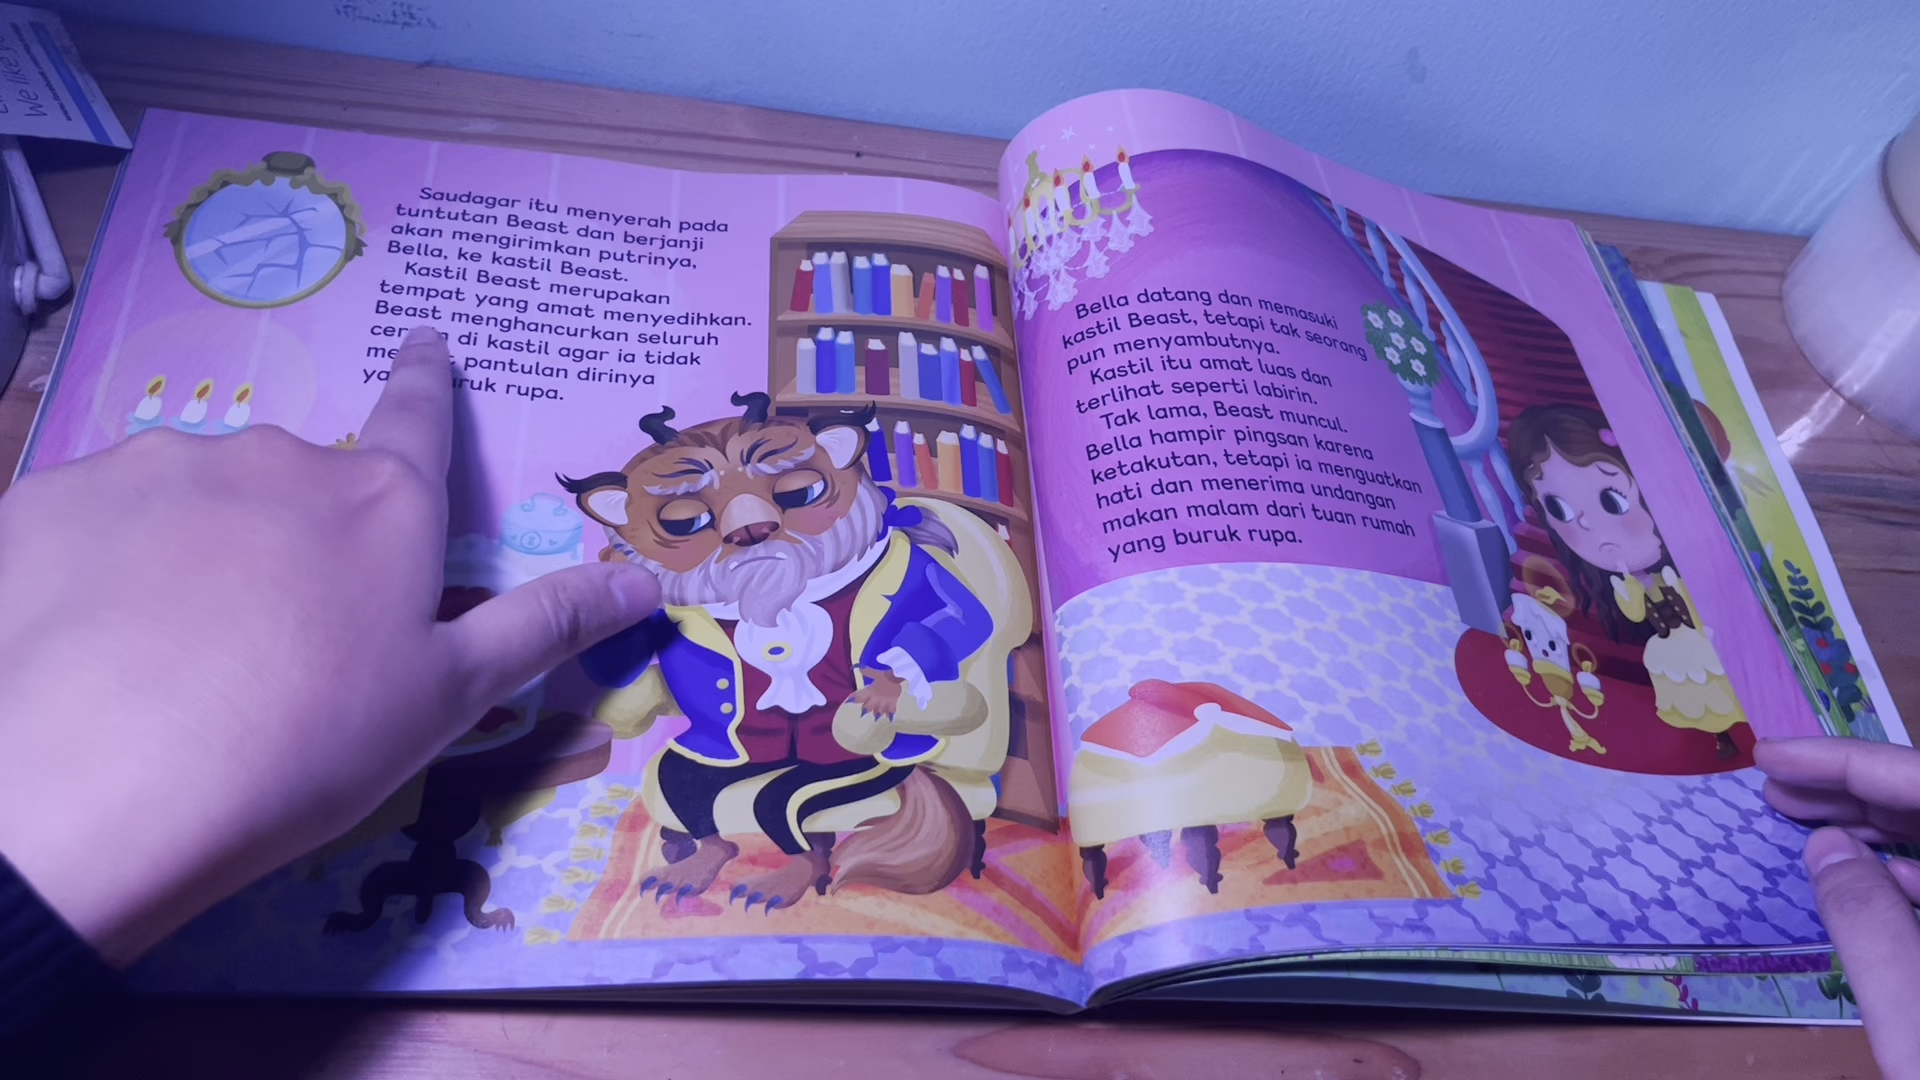 We like y
Saudagar itu menyerah pada
tuntutan Beast dan berjanji
akan mengirimkan putrinya,
Bella, ke kastil Beast.
Kastil Beast merupakan
tempat yang amat menyedihkan.
Beast menghancurkan seluruh
di kastil agar ia tidak
pantulan dirinya
rupa.
Bella datang dan memasuki
kastil Beast, tetapi tak seorang
pun menyambutnya.
Kastil itu amat luas dan
terlihat seperti labirin.
Tak lama, Beast muncul.
Bella hampir pingsan karena
ketakutan, tetapi ia menguatkan
hati dan menerima undangan
makan malam dari tuan rumah
yang buruk rupa.